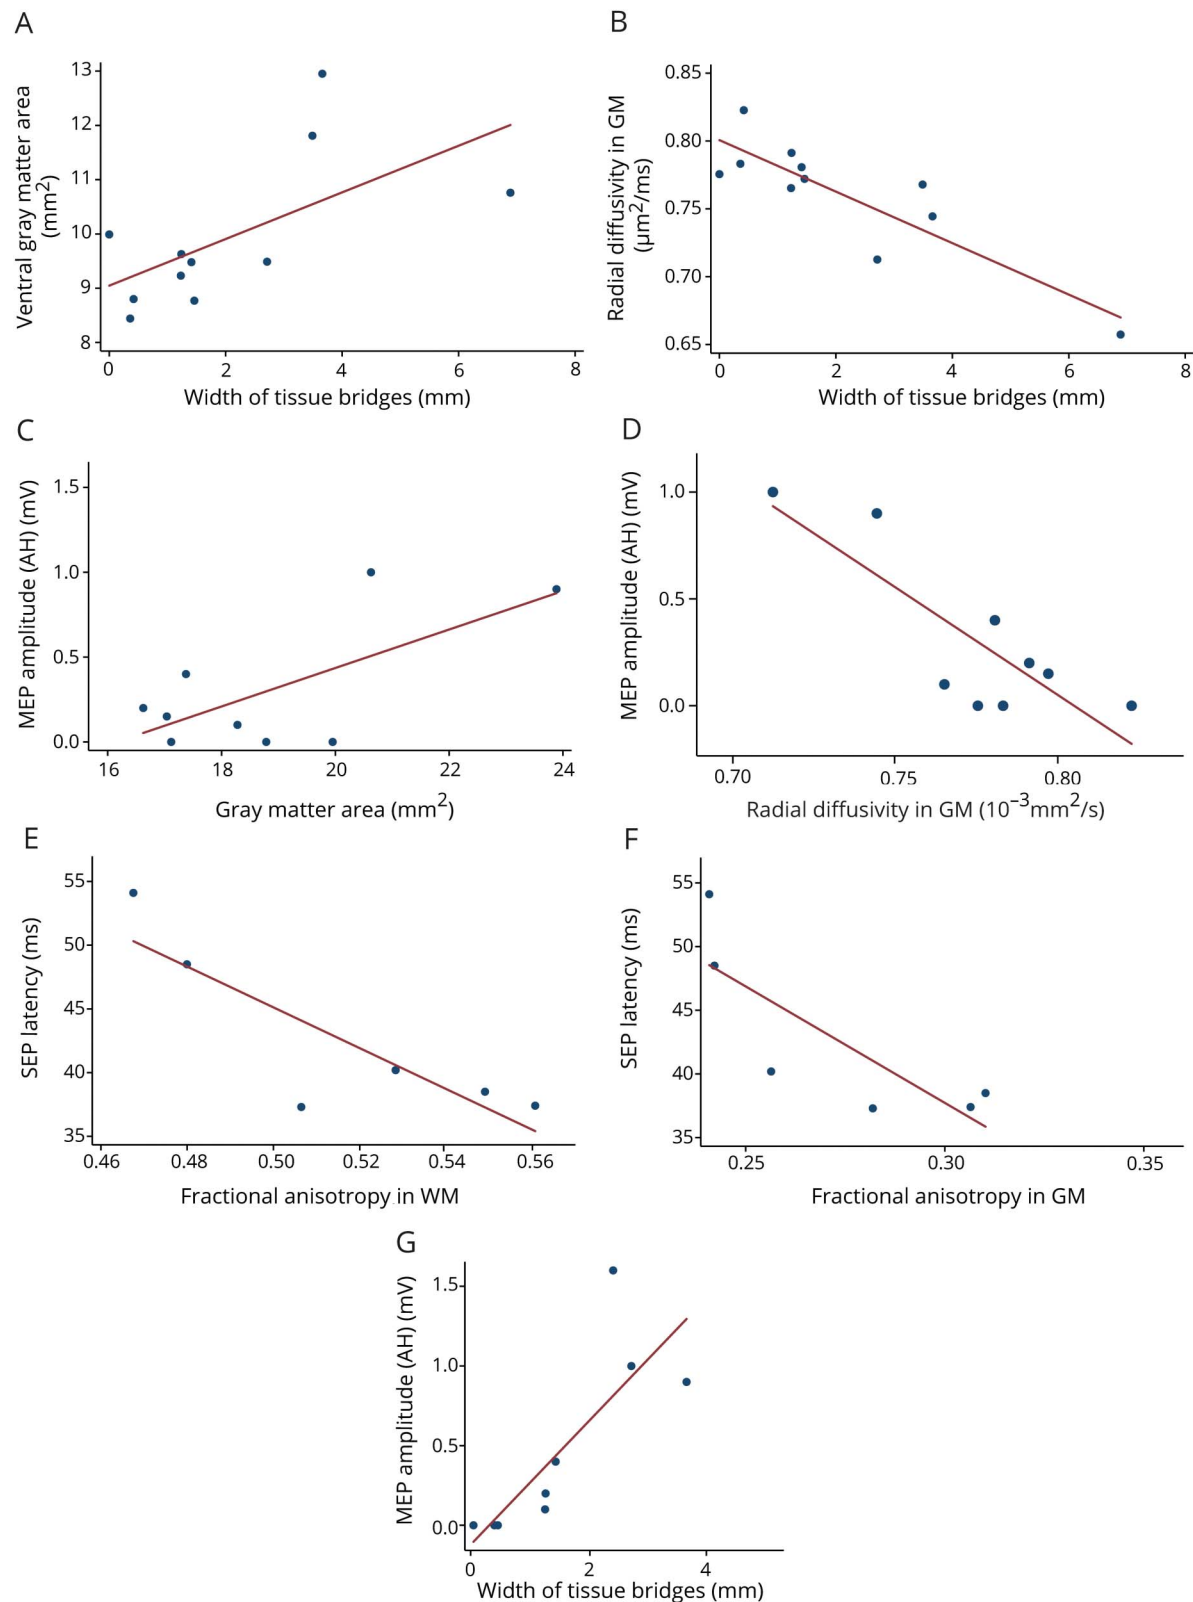 A
Ventral gray matter area
(mm2)
13
12
11
10
9
8
0 2 4 6 8
Width of tissue bridges (mm)
B
Radial diffusivity in GM
(µm2/ms)
0.85
0.80
0.75
0.70
0.65
0 2 4 6 8
Width of tissue bridges (mm)
C
MEP amplitude (AH) (mV)
1.5
1.0
0.5
0.0
16 18 20 22 24
Gray matter area (mm2)
D
MEP amplitude (AH) (mV)
1.0
0.5
0.0
0.70 0.75 0.80
Radial diffusivity in GM (10−3mm2/s)
E
SEP latency (ms)
55
50
45
40
35
0.46 0.48 0.50 0.52 0.54 0.56
Fractional anisotropy in WM
F
SEP latency (ms)
55
50
45
40
35
0.25 0.30 0.35
Fractional anisotropy in GM
G
MEP amplitude (AH) (mV)
1.5
1.0
0.5
0.0
0 2 4
Width of tissue bridges (mm)